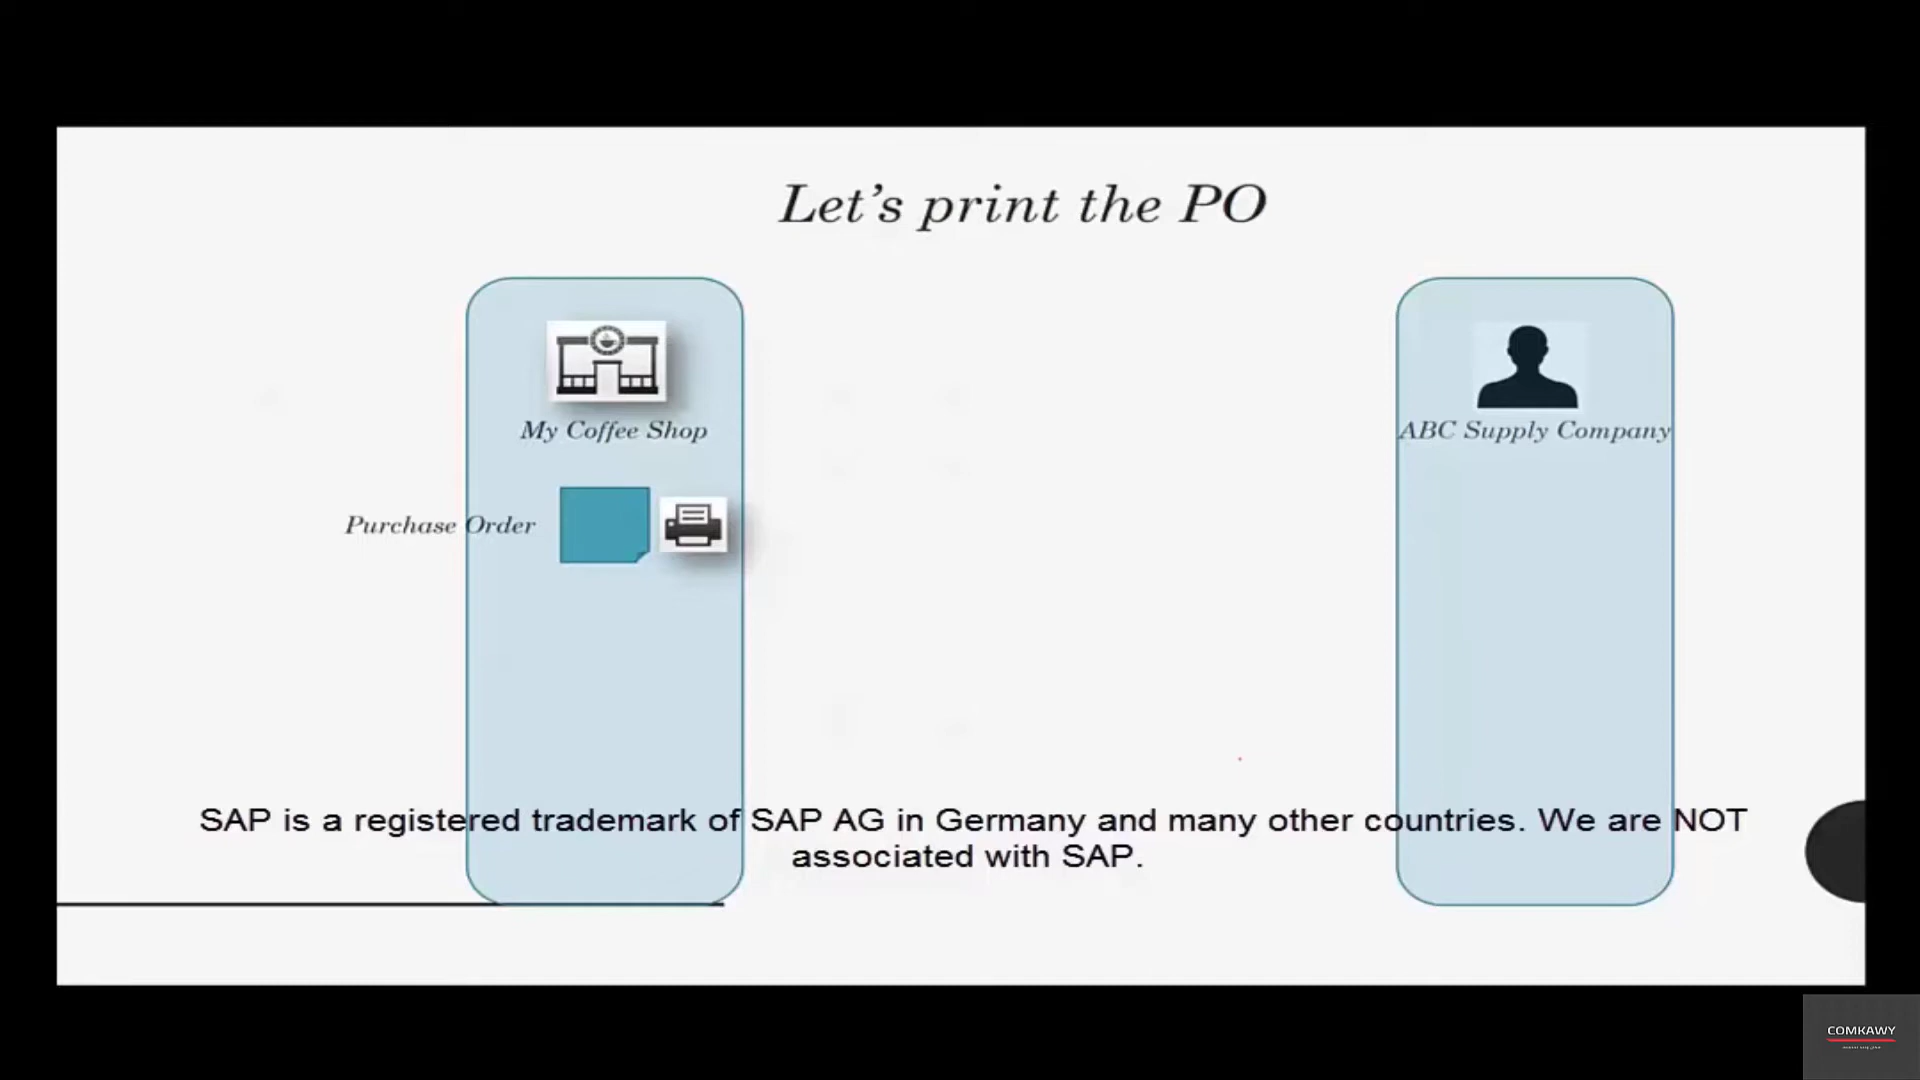 Let's print the PO
My Coffee Shop
ABC Supply Company
Purchase Order
SAP is a registered trademark of SAP AG in Germany and many other countries. We are NOT
associated with SAP.
COMKAWY